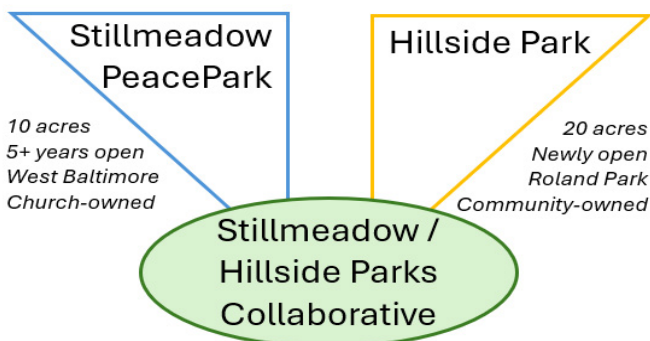 Stillmeadow
PeacePark
10 acres
5+ years open
West Baltimore
Church-owned
Hillside Park
20 acres
Newly open
Roland Park
Community-owned
Stillmeadow /
Hillside Parks
Collaborative